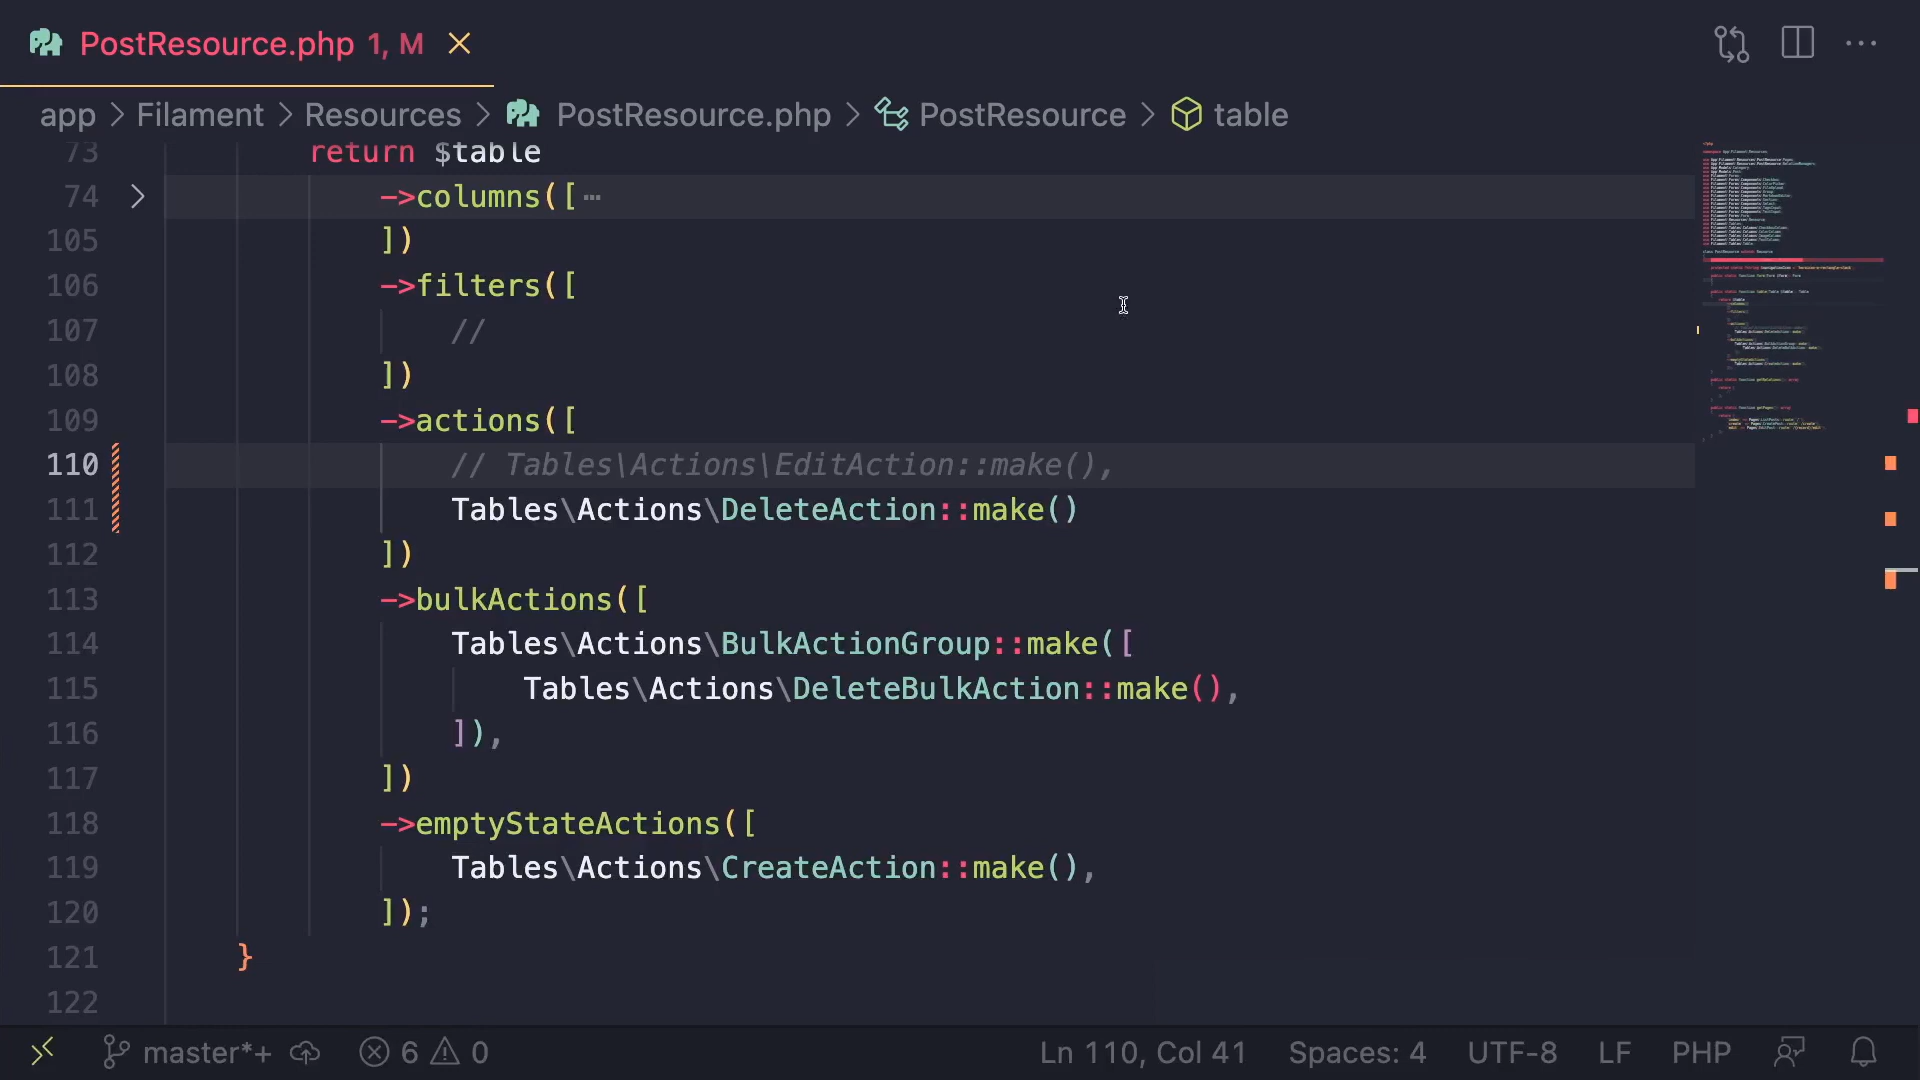 PostResource.php 1, M
app > Filament > Resources > PostResource.php > PostResource > table
73 return $table
74 ->columns([ ⋯
105 ])
106 ->filters([
107 //
108 ])
109 ->actions([
110 // Tables\Actions\EditAction::make(),
111 Tables\Actions\DeleteAction::make()
112 ])
113 ->bulkActions([
114 Tables\Actions\BulkActionGroup::make([
115 Tables\Actions\DeleteBulkAction::make(),
116 ]),
117 ])
118 ->emptyStateActions([
119 Tables\Actions\CreateAction::make(),
120 ]);
121 }
122
master*+ 6 0 Ln 110, Col 41 Spaces: 4 UTF-8 LF PHP